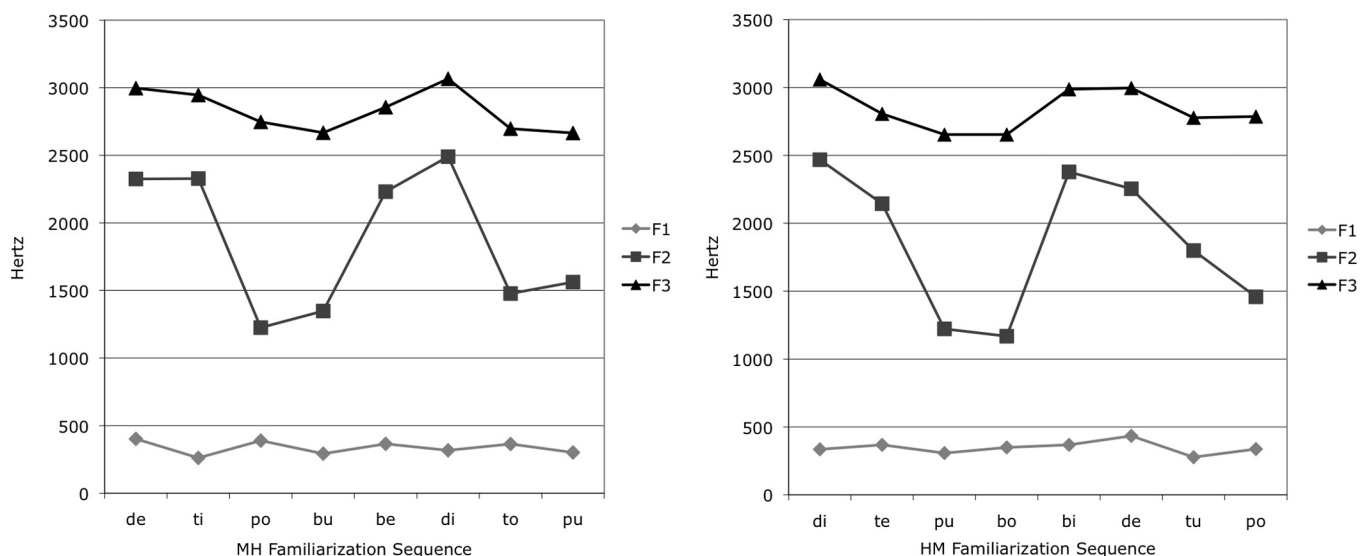 3500
3000
2500
2000
1500
1000
500
0
Hertz
de ti po bu be di to pu
MH Familiarization Sequence
F1
F2
F3
3500
3000
2500
2000
1500
1000
500
0
Hertz
di te pu bo bi de tu po
HM Familiarization Sequence
F1
F2
F3